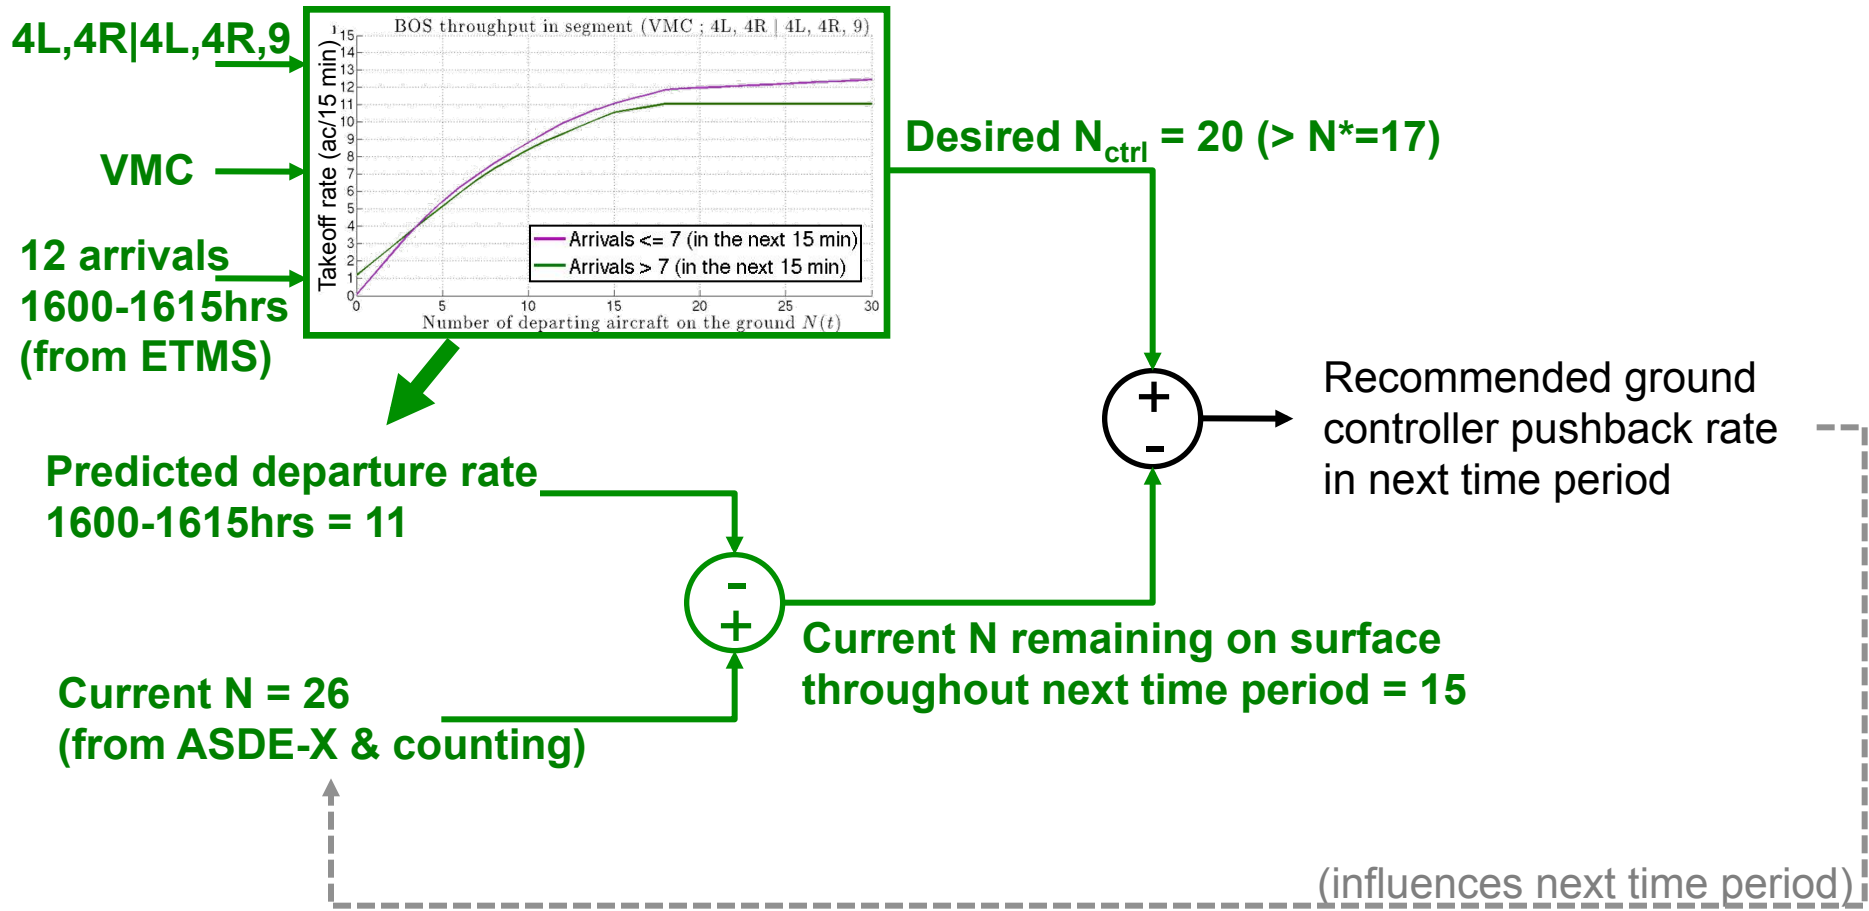 4L,4R|4L,4R,9
VMC
12 arrivals
1600-1615hrs
(from ETMS)
BOS throughput in segment (VMC ; 4L, 4R | 4L, 4R, 9)
Takeoff rate (ac/15 min)
15
14
13
12
11
10
9
8
7
6
5
4
3
2
1
0
Arrivals <= 7 (in the next 15 min)
Arrivals > 7 (in the next 15 min)
0 5 10 15 20 25 30
Number of departing aircraft on the ground N(t)
Desired Nctrl = 20 (> N*=17)
+
-
Recommended ground
controller pushback rate
in next time period
Predicted departure rate
1600-1615hrs = 11
-
+
Current N remaining on surface
throughout next time period = 15
Current N = 26
(from ASDE-X & counting)
(influences next time period)